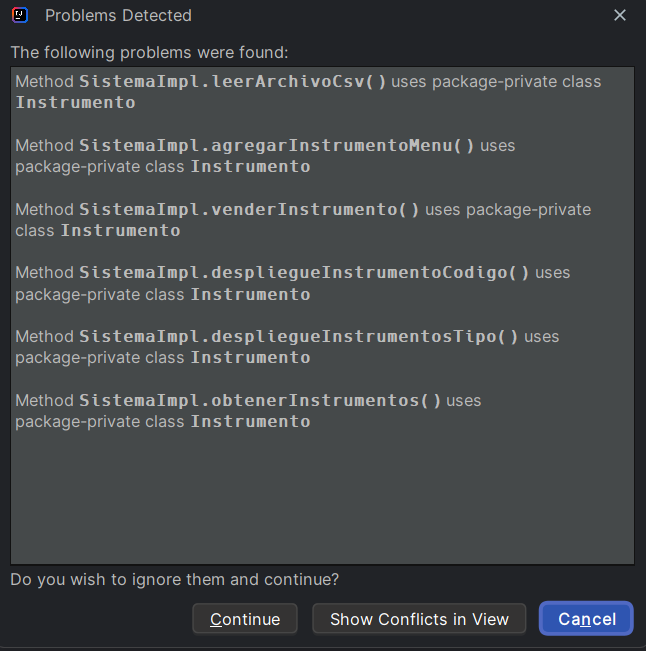 Problems Detected
The following problems were found:
Method SistemaImpl.leerArchivoCsv() uses package-private class
Instrumento
Method SistemaImpl.agregarInstrumentoMenu() uses
package-private class Instrumento
Method SistemaImpl.venderInstrumento() uses package-private
class Instrumento
Method SistemaImpl.despliegueInstrumentoCodigo() uses
package-private class Instrumento
Method SistemaImpl.despliegueInstrumentosTipo() uses
package-private class Instrumento
Method SistemaImpl.obtenerInstrumentos() uses
package-private class Instrumento
Do you wish to ignore them and continue?
Continue
Show Conflicts in View
Cancel